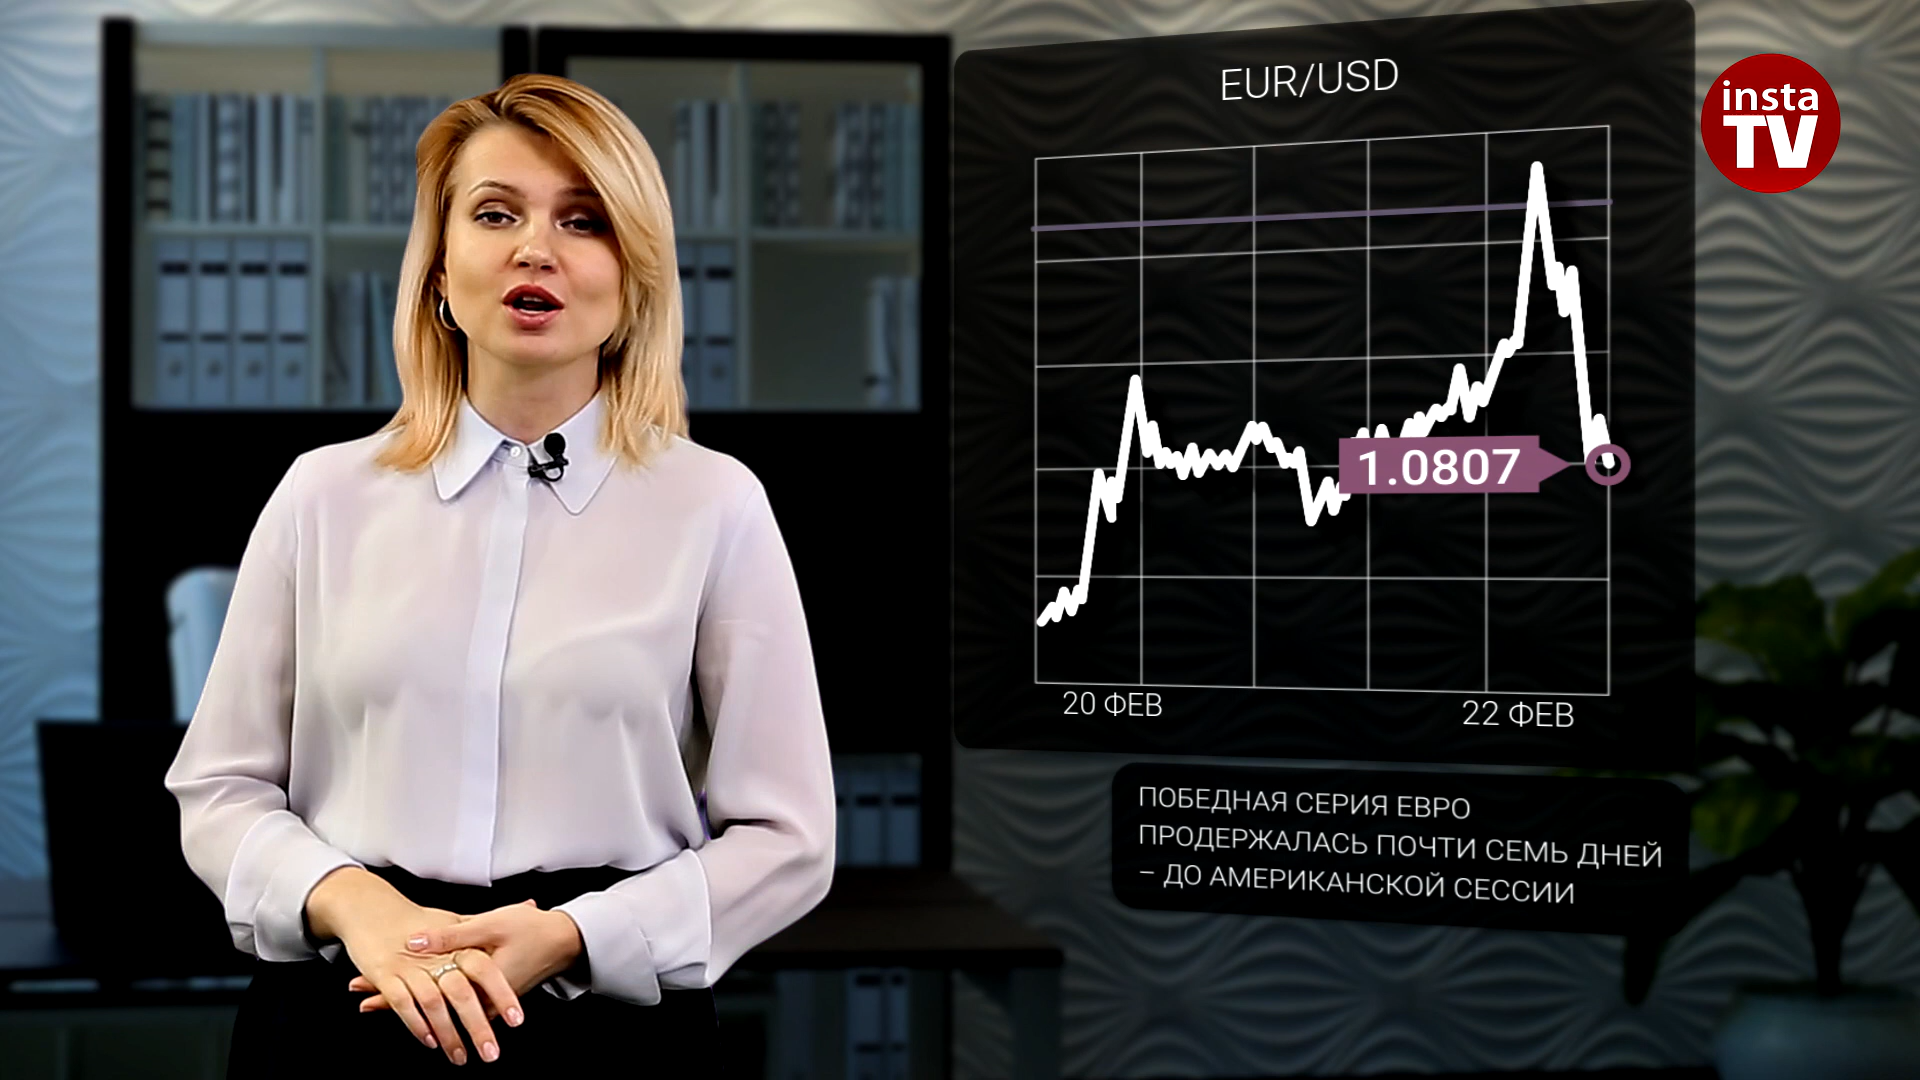 EUR/USD
insta
TV
1.0807
20 ФЕВ
22 ФЕВ
ПОБЕДНАЯ СЕРИЯ ЕВРО
ПРОДЕРЖАЛАСЬ ПОЧТИ СЕМЬ ДНЕЙ
– ДО АМЕРИКАНСКОЙ СЕССИИ